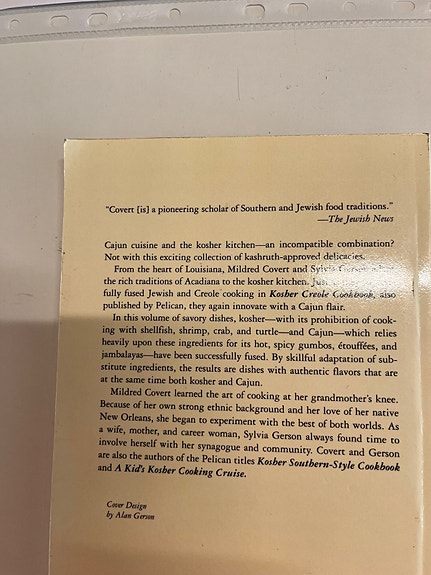 “Covert [is] a pioneering scholar of Southern and Jewish food traditions.”
—The Jewish News
Cajun cuisine and the kosher kitchen—an incompatible combination?
Not with this exciting collection of kashruth-approved delicacies.
From the heart of Louisiana, Mildred Covert and Sylvia Gerson
the rich traditions of Acadiana to the kosher kitchen. Just
fully fused Jewish and Creole cooking in Kosher Creole Cookbook, also
published by Pelican, they again innovate with a Cajun flair.
In this volume of savory dishes, kosher—with its prohibition of cook-
ing with shellfish, shrimp, crab, and turtle—and Cajun—which relies
heavily upon these ingredients for its hot, spicy gumbos, étouffées, and
jambalayas—have been successfully fused. By skillful adaptation of sub-
stitute ingredients, the results are dishes with authentic flavors that are
at the same time both kosher and Cajun.
Mildred Covert learned the art of cooking at her grandmother’s knee.
Because of her own strong ethnic background and her love of her native
New Orleans, she began to experiment with the best of both worlds. As
a wife, mother, and career woman, Sylvia Gerson always found time to
involve herself with her synagogue and community. Covert and Gerson
are also the authors of the Pelican titles Kosher Southern-Style Cookbook
and A Kid’s Kosher Cooking Cruise.
Cover Design
by Alan Gerson